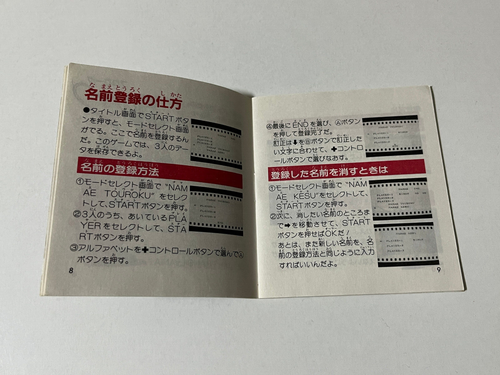 名前登録の仕方
●タイトル画面でSTARTボタ
ンを押すと、モードセレクト画面
がでる。ここで名前を登録するん
だ。このゲームでは、3人のデー
タを保存できるよ。
名前の登録方法
①モードセレクト画面で"NAM
AE TOUROKU"をセレク
トして、STARTボタンを押す。
②3人のうち、あいているPLA
YERをセレクトして、STA
RTボタンを押す。
③アルファベットを✚コントロールボタンで選んでA
ボタンを押す。
8
④最後にENDを選び、Aボタン
を押して登録完了だ。
訂正は⬇をBボタンで訂正した
い文字に合わせて、✚コントロ
ールボタンで選びなおす。
登録した名前を消すときは
①モードセレクト画面で"NAM
AE KESU"をセレクトして、
STARTボタンを押す。
②次に、消したい名前のところま
で➡を移動させて、START
ボタンを押せばOKだ!
あとは、また新しい名前を、名
前の登録方法と同じように入力
すればいいんだよ。
9